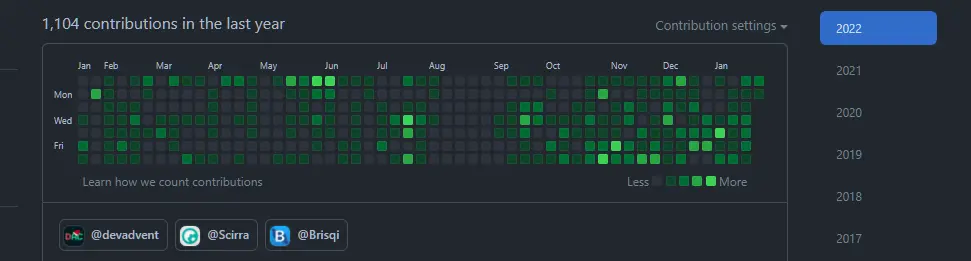 1,104 contributions in the last year
Contribution settings
Jan Feb Mar Apr May Jun Jul Aug Sep Oct Nov Dec Jan
Mon
Wed
Fri
Learn how we count contributions
Less More
DAC @devadvent
@Scirra
B @Brisqi
2022
2021
2020
2019
2018
2017